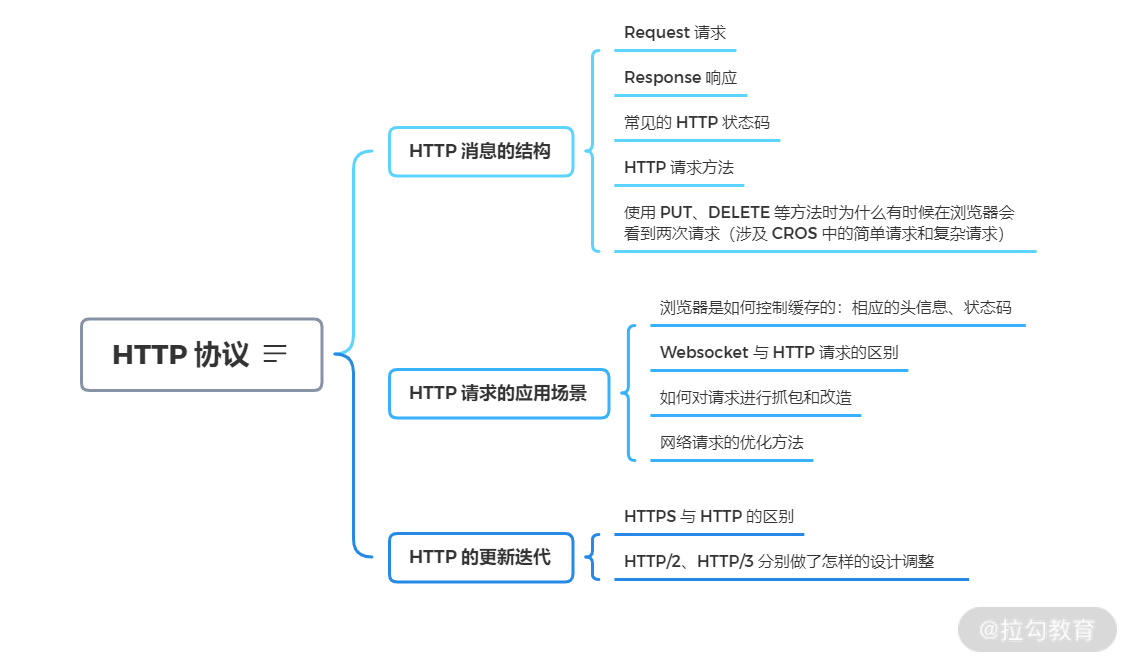 HTTP 协议
HTTP 消息的结构
Request 请求
Response 响应
常见的 HTTP 状态码
HTTP 请求方法
使用 PUT、DELETE 等方法时为什么有时候在浏览器会
看到两次请求（涉及 CROS 中的简单请求和复杂请求）
HTTP 请求的应用场景
浏览器是如何控制缓存的：相应的头信息、状态码
Websocket 与 HTTP 请求的区别
如何对请求进行抓包和改造
网络请求的优化方法
HTTP 的更新迭代
HTTPS 与 HTTP 的区别
HTTP/2、HTTP/3 分别做了怎样的设计调整
@拉勾教育